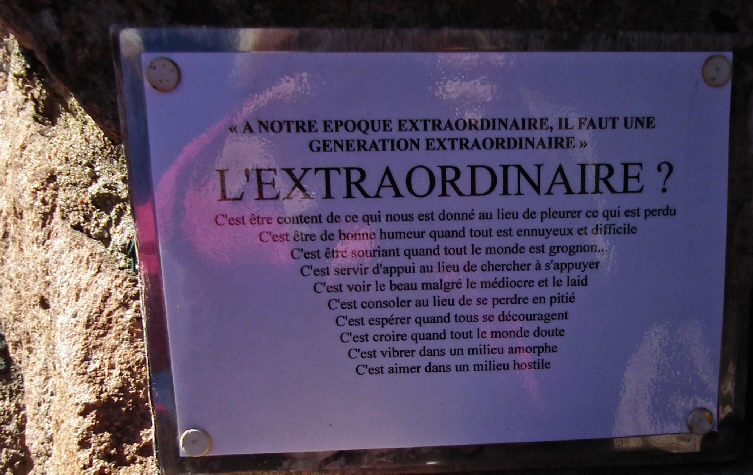 « A NOTRE EPOQUE EXTRAORDINAIRE, IL FAUT UNE
GENERATION EXTRAORDINAIRE »
L'EXTRAORDINAIRE ?
C'est être content de ce qui nous est donné au lieu de pleurer ce qui est perdu
C'est être de bonne humeur quand tout est ennuyeux et difficile
C'est être souriant quand tout le monde est grognon...
C'est servir d'appui au lieu de chercher à s'appuyer
C'est voir le beau malgré le médiocre et le laid
C'est consoler au lieu de se perdre en pitié
C'est espérer quand tous se découragent
C'est croire quand tout le monde doute
C'est vibrer dans un milieu amorphe
C'est aimer dans un milieu hostile